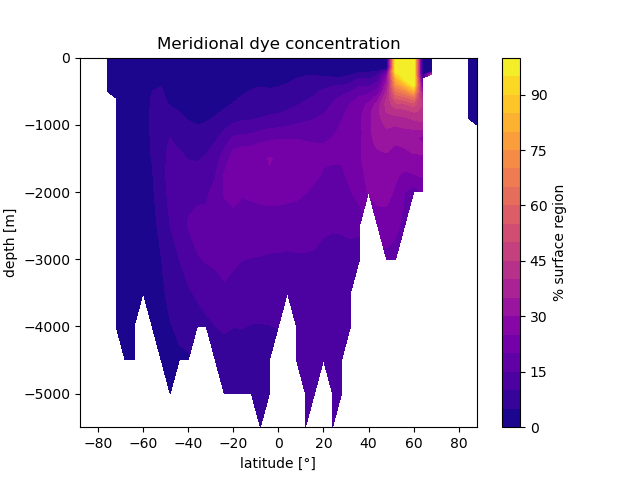 Meridional dye concentration
0
−1000
−2000
−3000
−4000
−5000
depth [m]
−80 −60 −40 −20 0 20 40 60 80
latitude [°]
90
75
60
45
30
15
0
% surface region